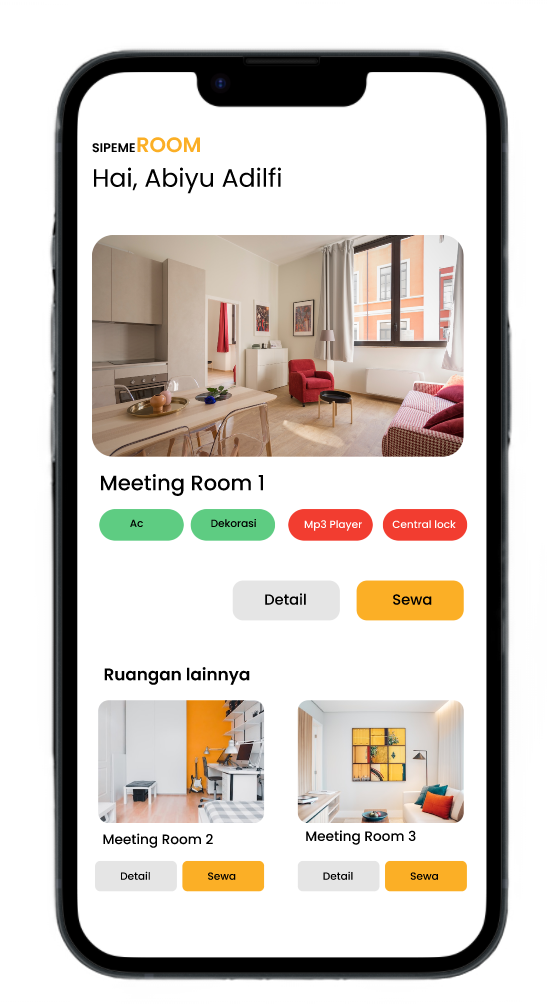 SIPEMEROOM
Hai, Abiyu Adilfi
Meeting Room 1
Ac
Dekorasi
Mp3 Player
Central lock
Detail
Sewa
Ruangan lainnya
Meeting Room 2
Meeting Room 3
Detail
Sewa
Detail
Sewa